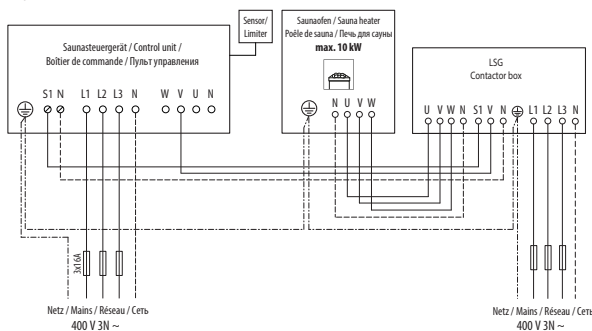 Sensor/
Limiter
Saunasteuergerät / Control unit /
Boîtier de commande / Пульт управления
S1 N L1 L2 L3 N W V U N
Saunaofen / Sauna heater
Poêle de sauna / Печь для сауны
max. 10 kW
N U V W
LSG
Contactor box
U V W N S1 V N L1 L2 L3 N
3x16A
Netz / Mains / Réseau / Сеть
400 V 3N ~
Netz / Mains / Réseau / Сеть
400 V 3N ~